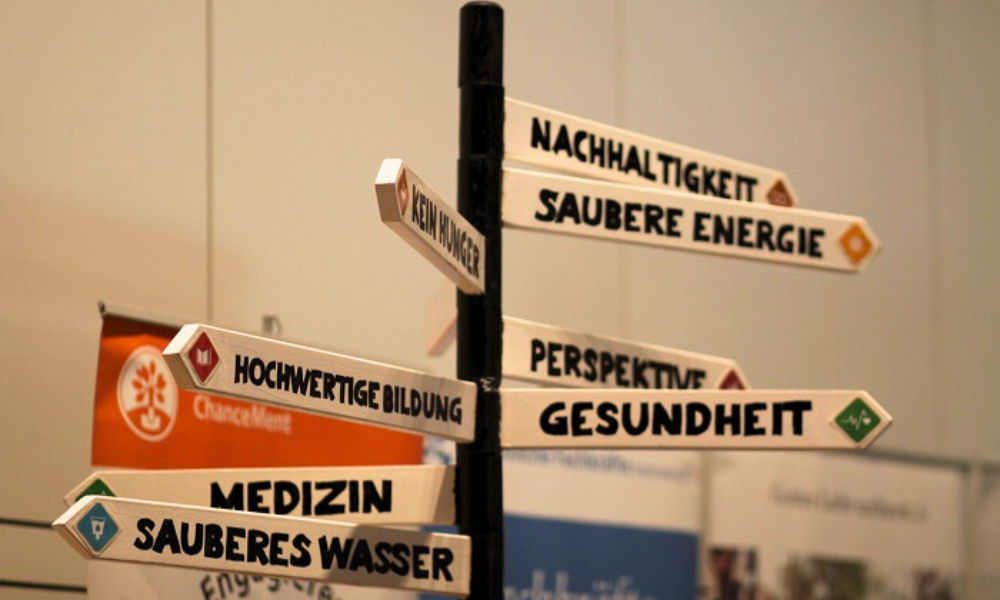 NACHHALTIGKEIT
SAUBERE ENERGIE
KEIN HUNGER
PERSPEKTIVE
HOCHWERTIGE BILDUNG
ChanceMent
GESUNDHEIT
MEDIZIN
SAUBERES WASSER